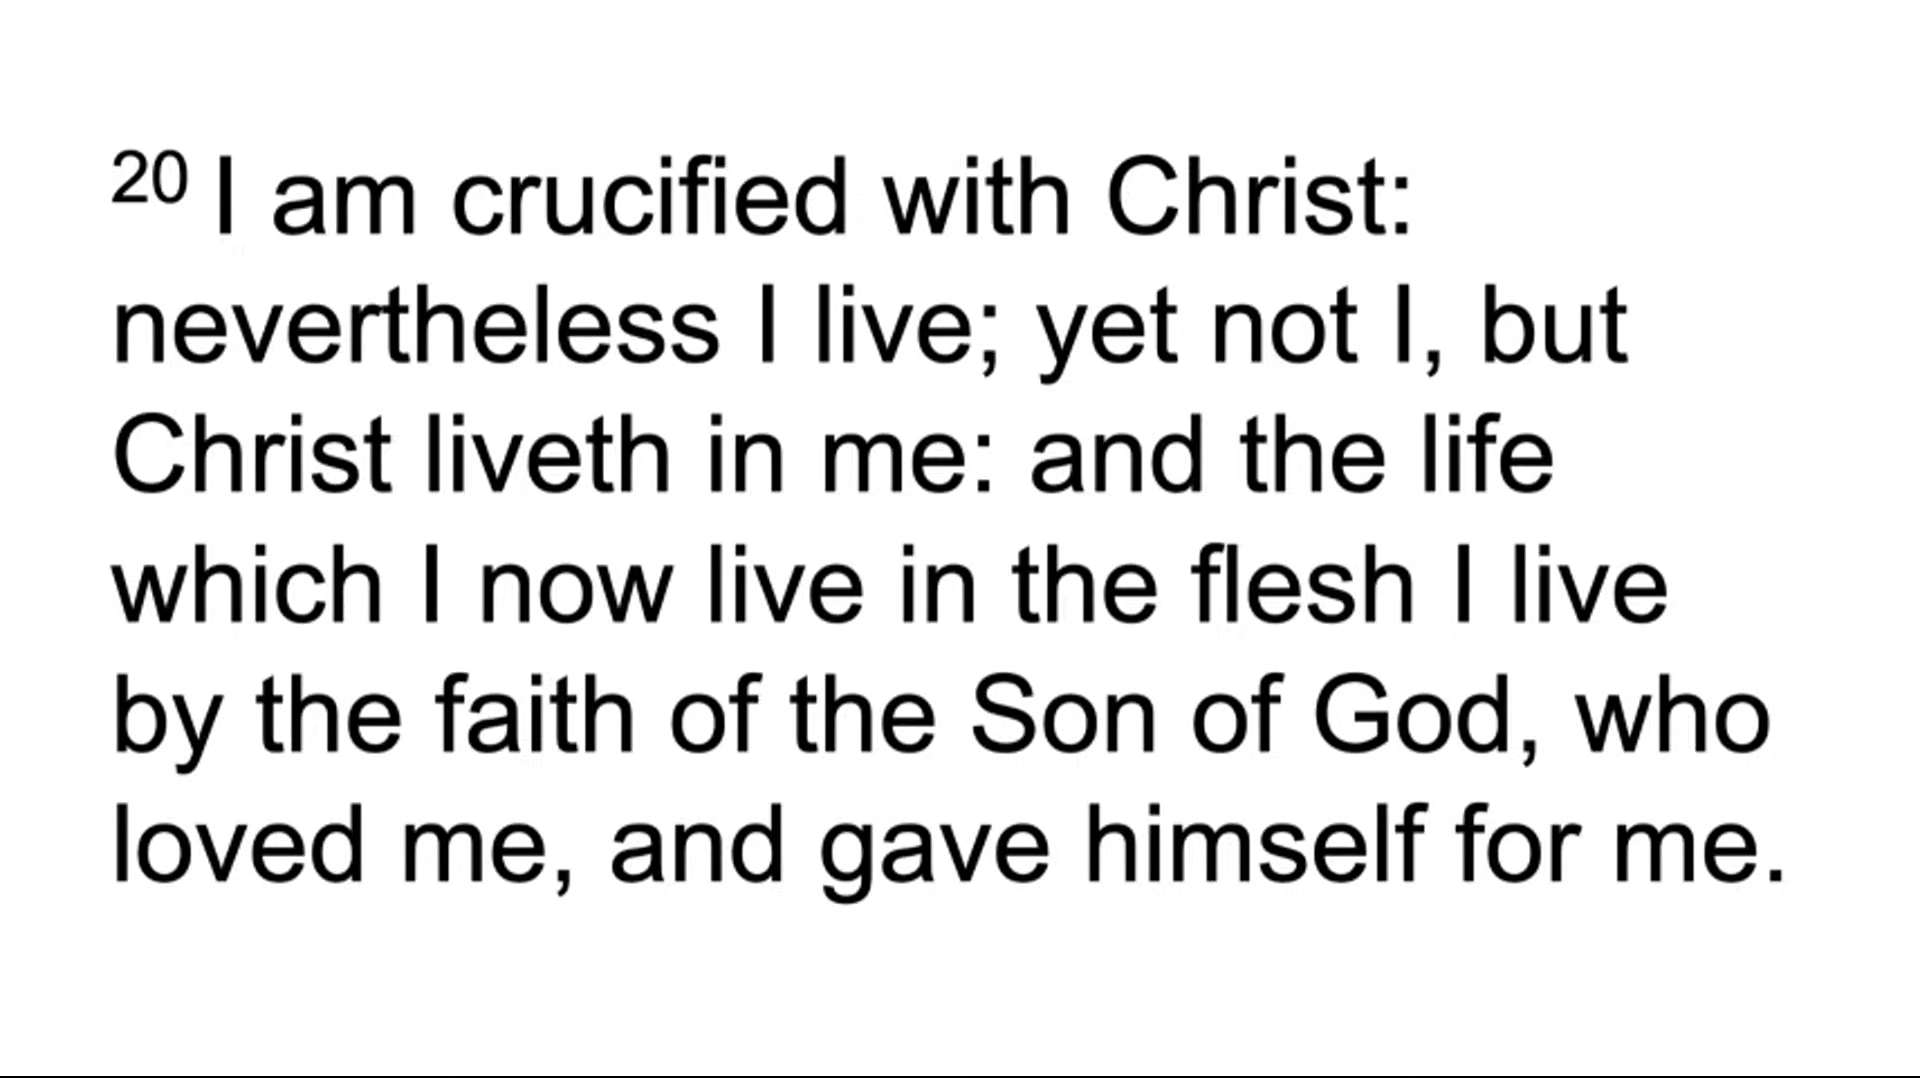 20 I am crucified with Christ:
nevertheless I live; yet not I, but
Christ liveth in me: and the life
which I now live in the flesh I live
by the faith of the Son of God, who
loved me, and gave himself for me.